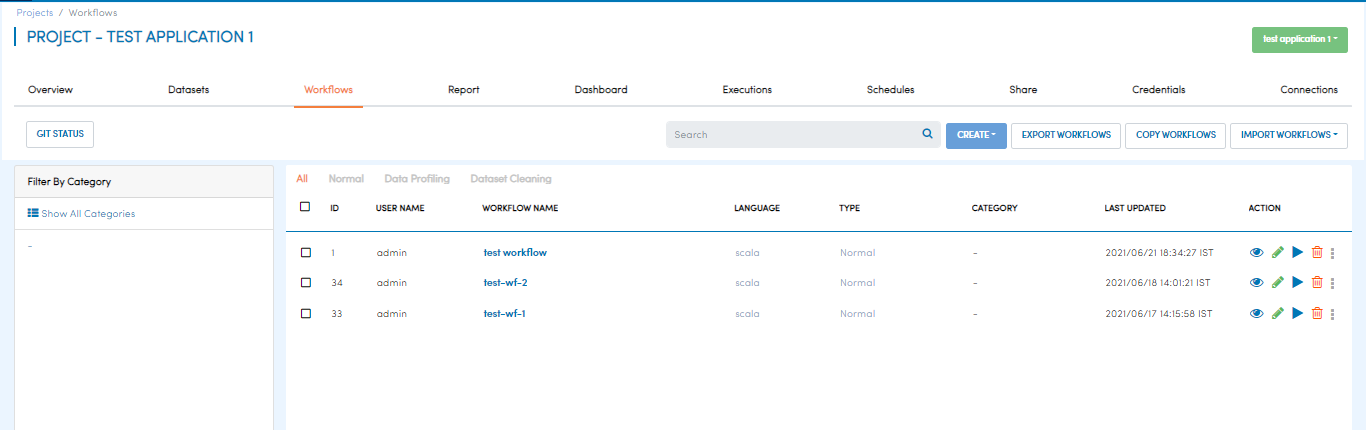 Projects / Workflows
PROJECT - TEST APPLICATION 1
test application 1
Overview Datasets Workflows Report Dashboard Executions Schedules Share Credentials Connections
GIT STATUS Search CREATE EXPORT WORKFLOWS COPY WORKFLOWS IMPORT WORKFLOWS
Filter By Category
Show All Categories
-
All Normal Data Profiling Dataset Cleaning
ID USER NAME WORKFLOW NAME LANGUAGE TYPE CATEGORY LAST UPDATED ACTION
1 admin test workflow scala Normal - 2021/06/21 18:34:27 IST
34 admin test-wf-2 scala Normal - 2021/06/18 14:01:21 IST
33 admin test-wf-1 scala Normal - 2021/06/17 14:15:58 IST